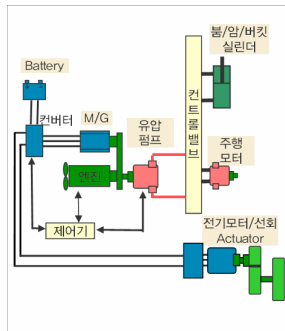 붐/암/버킷
실린더
Battery
컨버터
M/G
유압
펌프
컨트롤밸브
엔진
주행
모터
제어기
전기모터/선회
Actuator